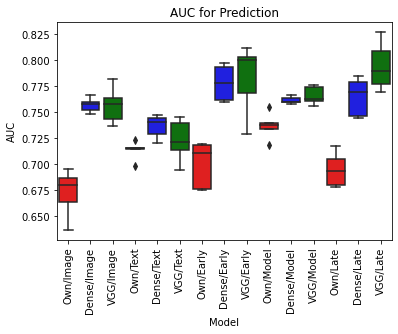 AUC for Prediction
AUC
0.825
0.800
0.775
0.750
0.725
0.700
0.675
0.650
Own/Image
Dense/Image
VGG/Image
Own/Text
Dense/Text
VGG/Text
Own/Early
Dense/Early
VGG/Early
Own/Model
Dense/Model
VGG/Model
Own/Late
Dense/Late
VGG/Late
Model